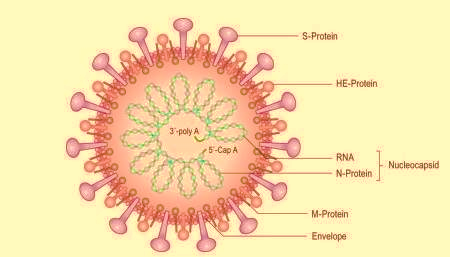 S-Protein
HE-Protein
3´-poly A
5´-Cap A
RNA
N-Protein
Nucleocapsid
M-Protein
Envelope